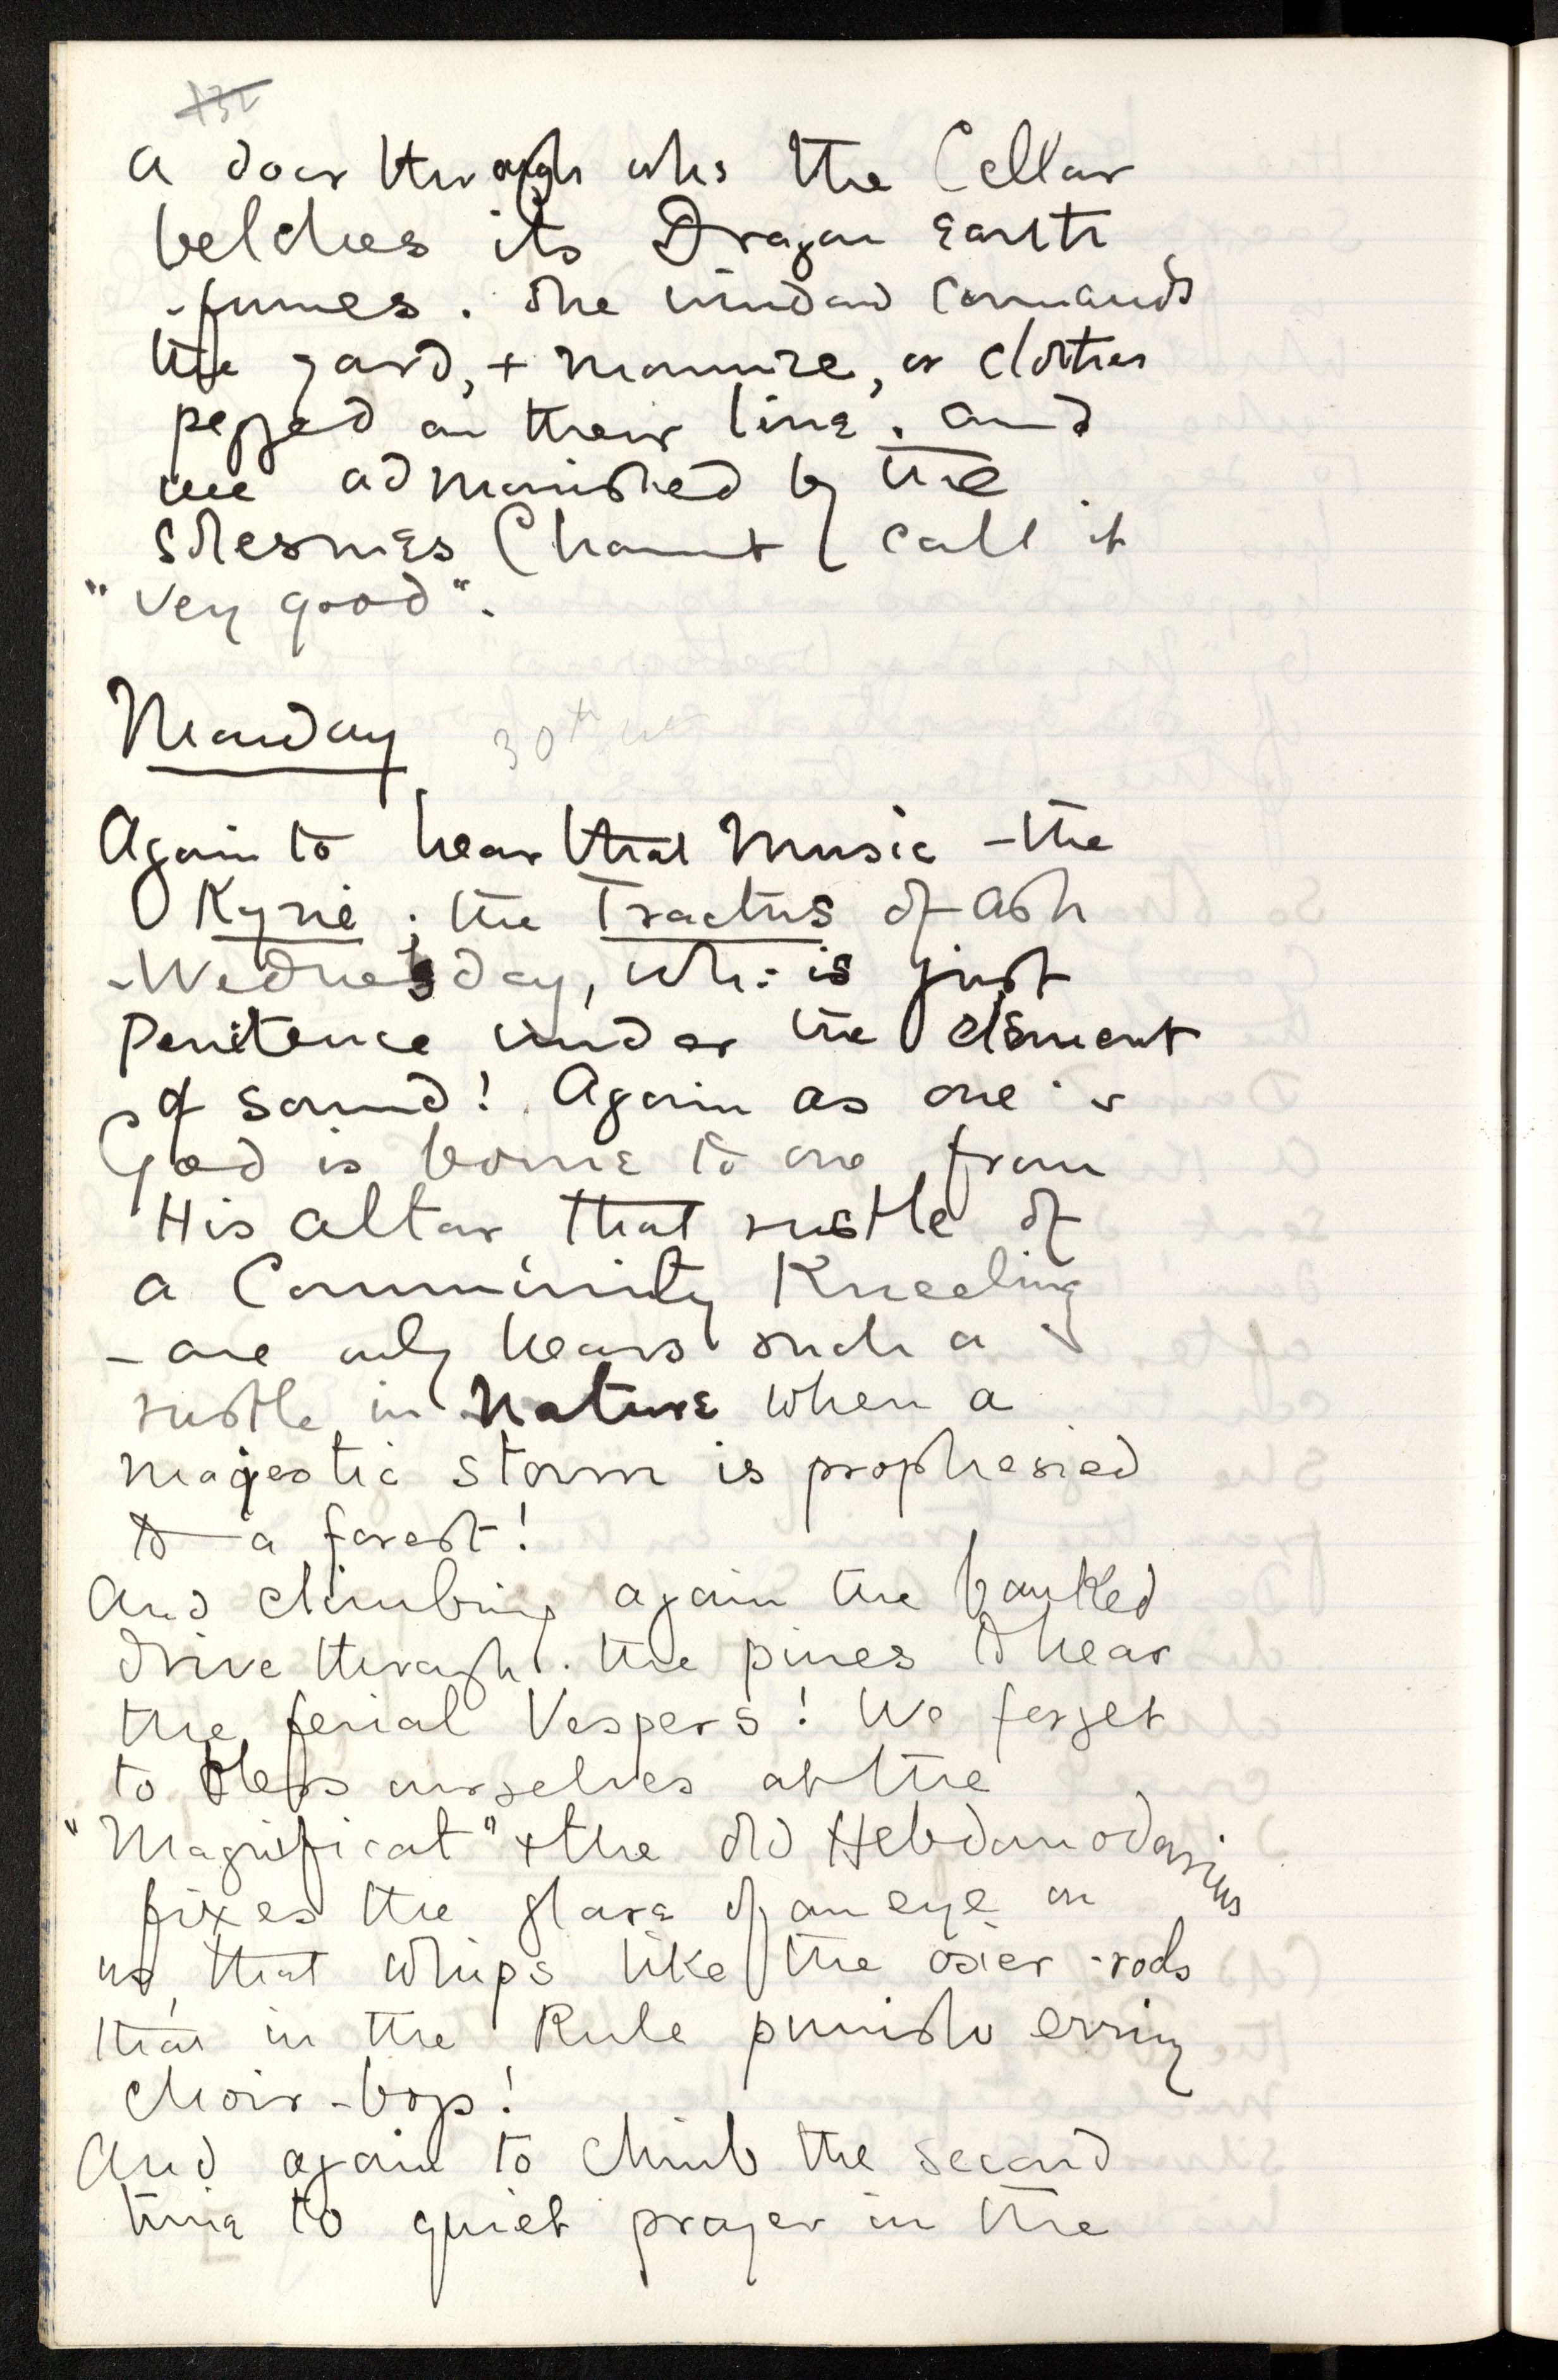 132
a door through wh: the Cellar
belches its Dragon Earth
-fumes. The window commands
the yard, + manure, or clothes
pegged on their line. and
we admonished by the
Solesmes Chaunt call it
"very good".
Monday 30th
Again to hear that Music - the
Kyrie; the Tractus of Ash
-Wednesday, wh: is just
Penitence under the element
of sound! Again as one's
God is borne to one from
His altar, that rustle of
a Community Kneeling
- one only hears such a
rustle in Nature when a
majestic storm is prophesied
to a forest!
And climbing again the banked
drive through the pines to hear
the ferial Vespers! We forget
to bless ourselves at the
"Magnificat" + the old Hebdomodarius
fixes the glare of an eye on
us, that whips like the osier-rods
that in the Rule punish erring
choir-boys!
And again to climb the second
time to quiet prayer in the